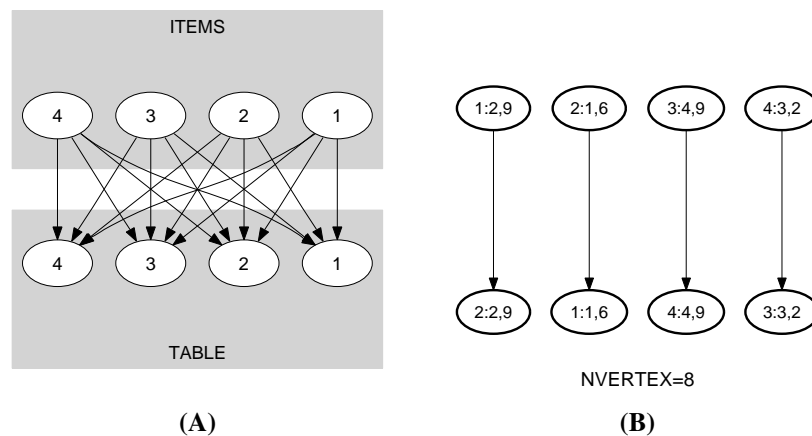 ITEMS
4 3 2 1
4 3 2 1
TABLE
(A)
1:2,9 2:1,6 3:4,9 4:3,2
2:2,9 1:1,6 4:4,9 3:3,2
NVERTEX=8
(B)